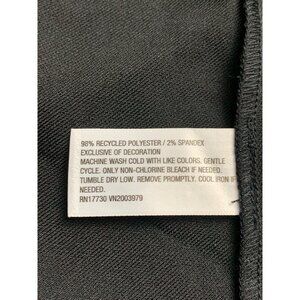 98% RECYCLED POLYESTER / 2% SPANDEX
EXCLUSIVE OF DECORATION
MACHINE WASH COLD WITH LIKE COLORS. GENTLE
CYCLE. ONLY NON-CHLORINE BLEACH IF NEEDED.
TUMBLE DRY LOW. REMOVE PROMPTLY. COOL IRON IF
NEEDED.
RN17730 VN2003979